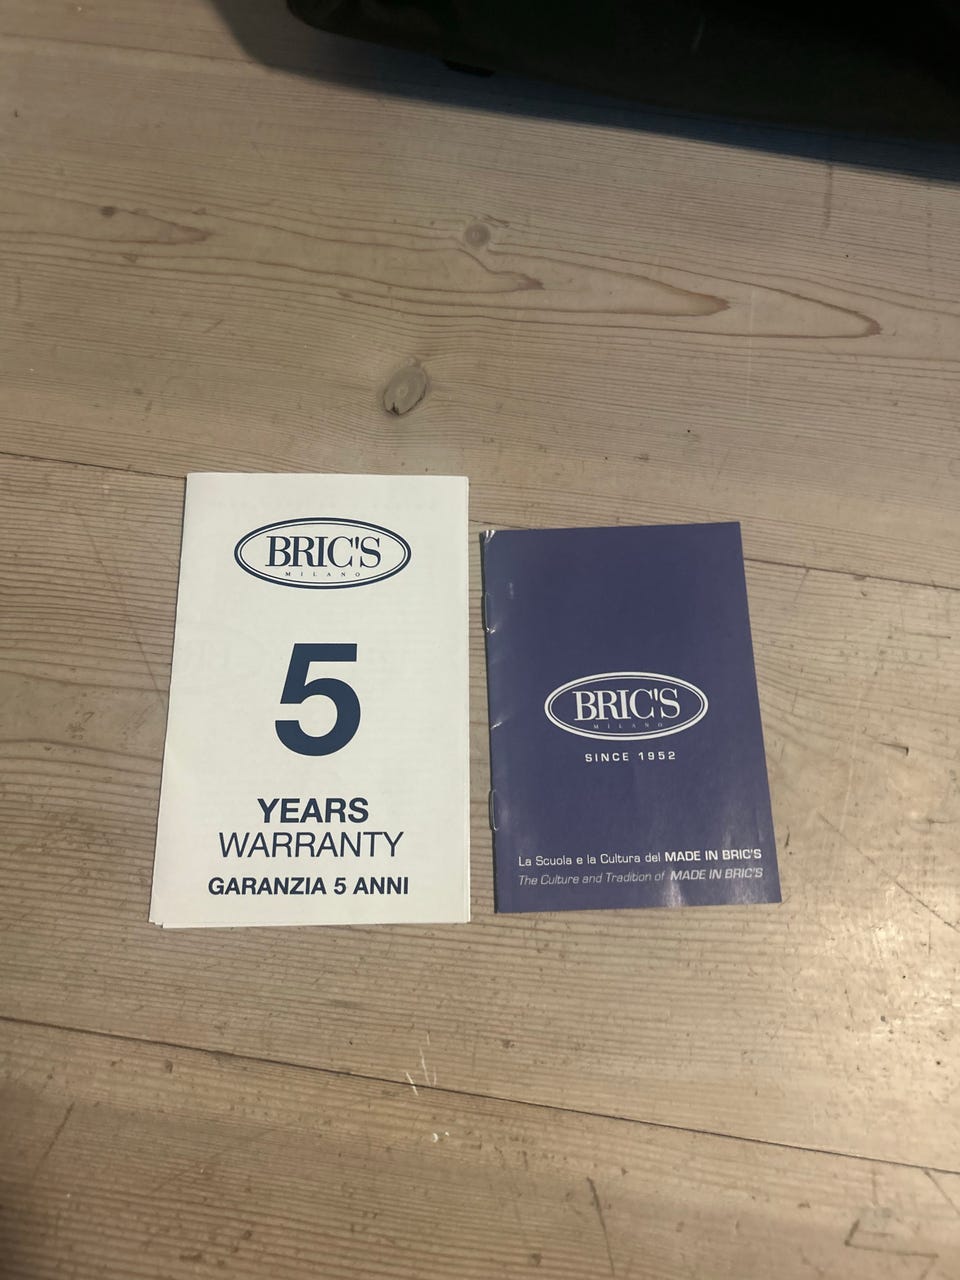 BRIC'S
MILANO
5
YEARS
WARRANTY
GARANZIA 5 ANNI
BRIC'S
MILANO
SINCE 1952
La Scuola e la Cultura del MADE IN BRIC'S
The Culture and Tradition of MADE IN BRIC'S